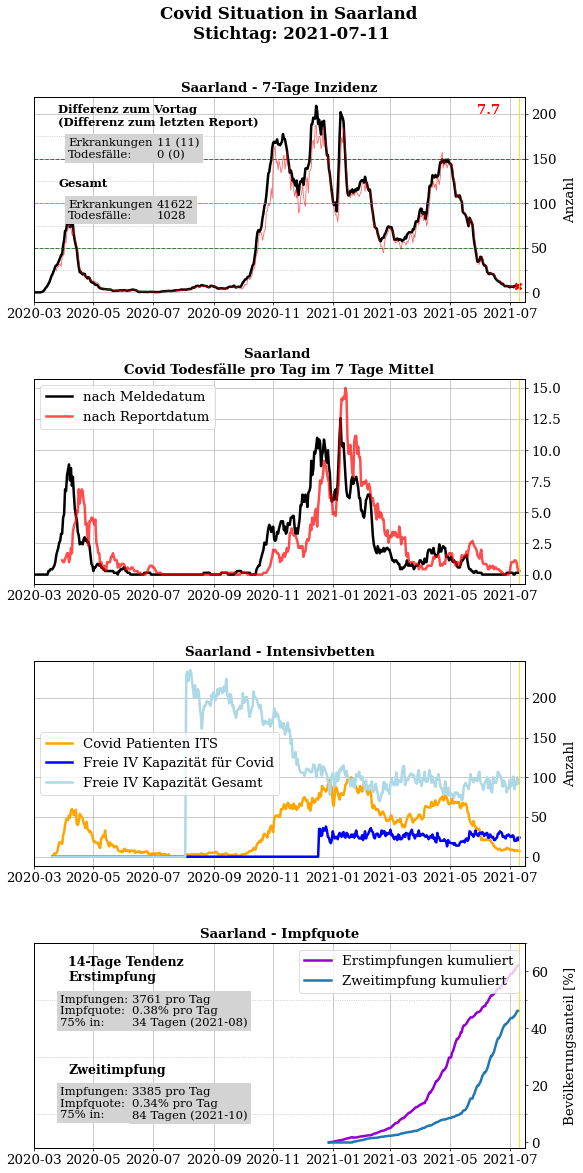 Covid Situation in Saarland
Stichtag: 2021-07-11
Saarland - 7-Tage Inzidenz
Differenz zum Vortag
(Differenz zum letzten Report)
7.7
Erkrankungen 11 (11)
Todesfälle: 0 (0)
Gesamt
Erkrankungen 41622
Todesfälle: 1028
200
150
100
50
0
Anzahl
2020-03 2020-05 2020-07 2020-09 2020-11 2021-01 2021-03 2021-05 2021-07
Saarland
Covid Todesfälle pro Tag im 7 Tage Mittel
nach Meldedatum
nach Reportdatum
15.0
12.5
10.0
7.5
5.0
2.5
0.0
2020-03 2020-05 2020-07 2020-09 2020-11 2021-01 2021-03 2021-05 2021-07
Saarland - Intensivbetten
Covid Patienten ITS
Freie IV Kapazität für Covid
Freie IV Kapazität Gesamt
200
150
100
50
0
Anzahl
2020-03 2020-05 2020-07 2020-09 2020-11 2021-01 2021-03 2021-05 2021-07
Saarland - Impfquote
14-Tage Tendenz
Erstimpfung
Impfungen: 3761 pro Tag
Impfquote: 0.38% pro Tag
75% in: 34 Tagen (2021-08)
Zweitimpfung
Impfungen: 3385 pro Tag
Impfquote: 0.34% pro Tag
75% in: 84 Tagen (2021-10)
Erstimpfungen kumuliert
Zweitimpfung kumuliert
60
40
20
0
Bevölkerungsanteil [%]
2020-03 2020-05 2020-07 2020-09 2020-11 2021-01 2021-03 2021-05 2021-07